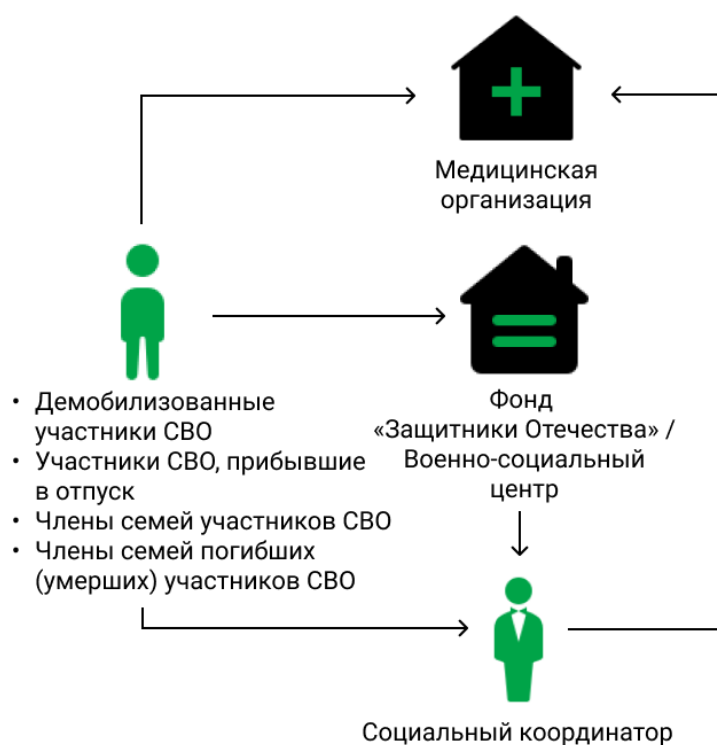 Медицинская
организация
• Демобилизованные
участники СВО
• Участники СВО, прибывшие
в отпуск
• Члены семей участников СВО
• Члены семей погибших
(умерших) участников СВО
Фонд
«Защитники Отечества» /
Военно-социальный
центр
Социальный координатор